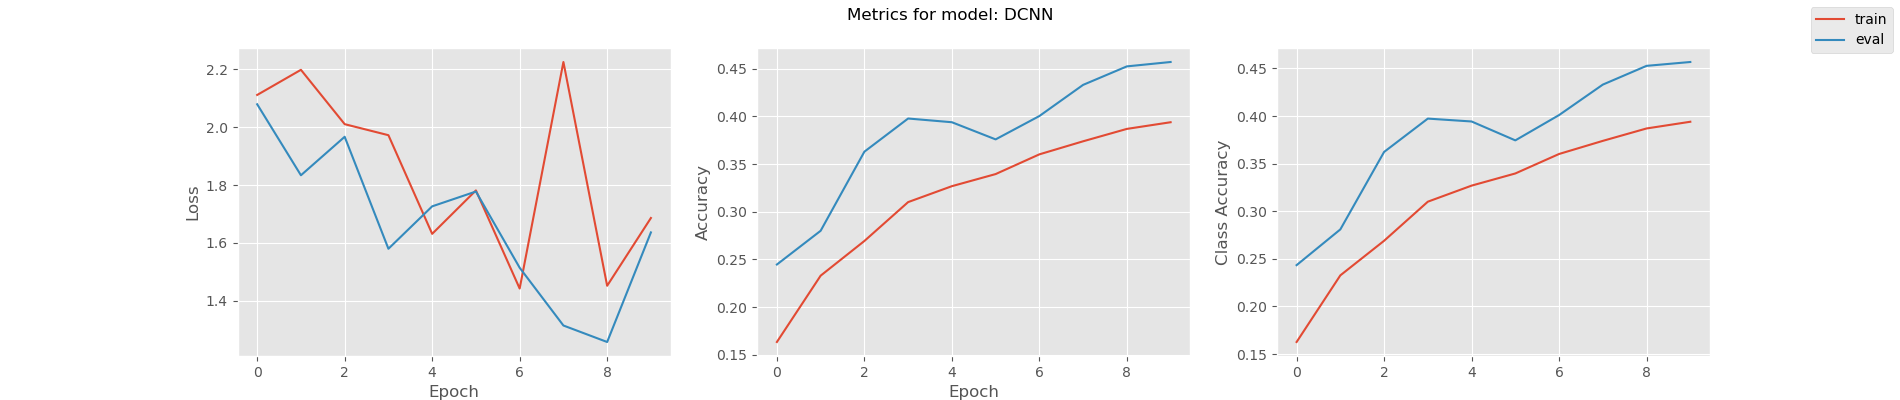 Metrics for model: DCNN
train
eval
2.2
2.0
1.8
1.6
1.4
Loss
0 2 4 6 8
Epoch
0.45
0.40
0.35
0.30
0.25
0.20
0.15
Accuracy
0 2 4 6 8
Epoch
0.45
0.40
0.35
0.30
0.25
0.20
0.15
Class Accuracy
0 2 4 6 8